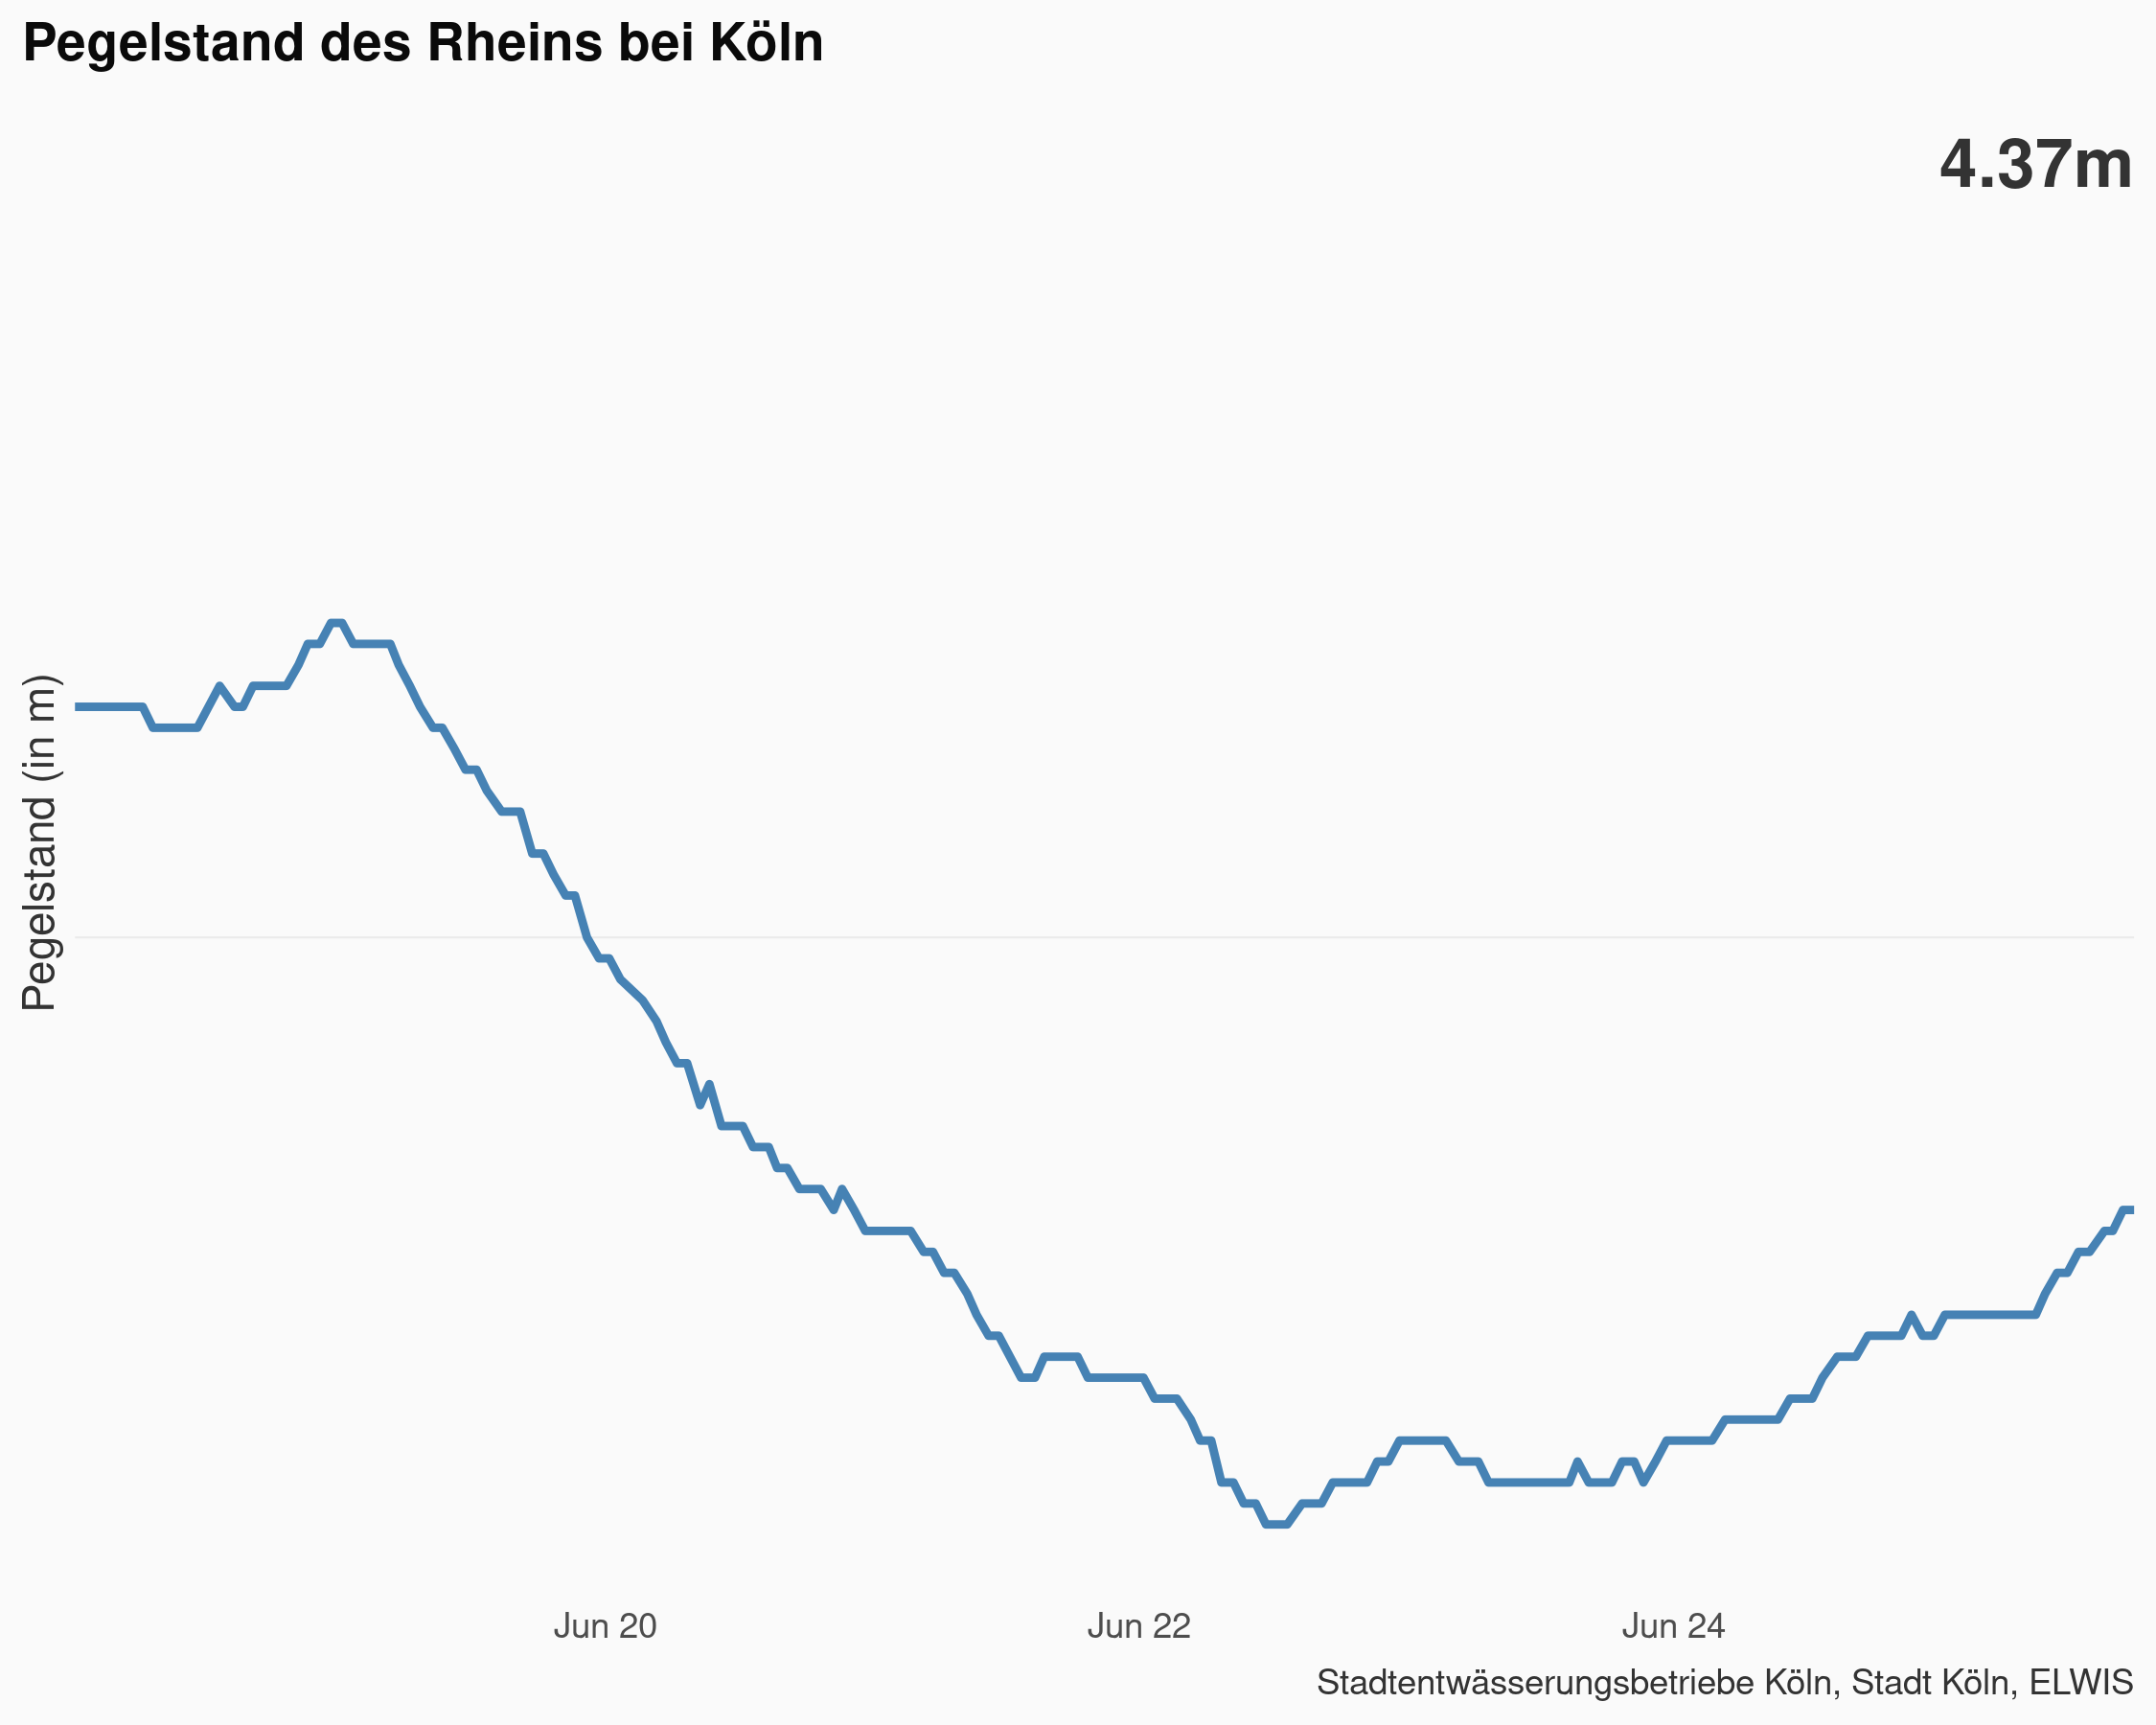 Pegelstand des Rheins bei Köln
4.37m
Pegelstand (in m)
Jun 20
Jun 22
Jun 24
Stadtentwässerungsbetriebe Köln, Stadt Köln, ELWIS